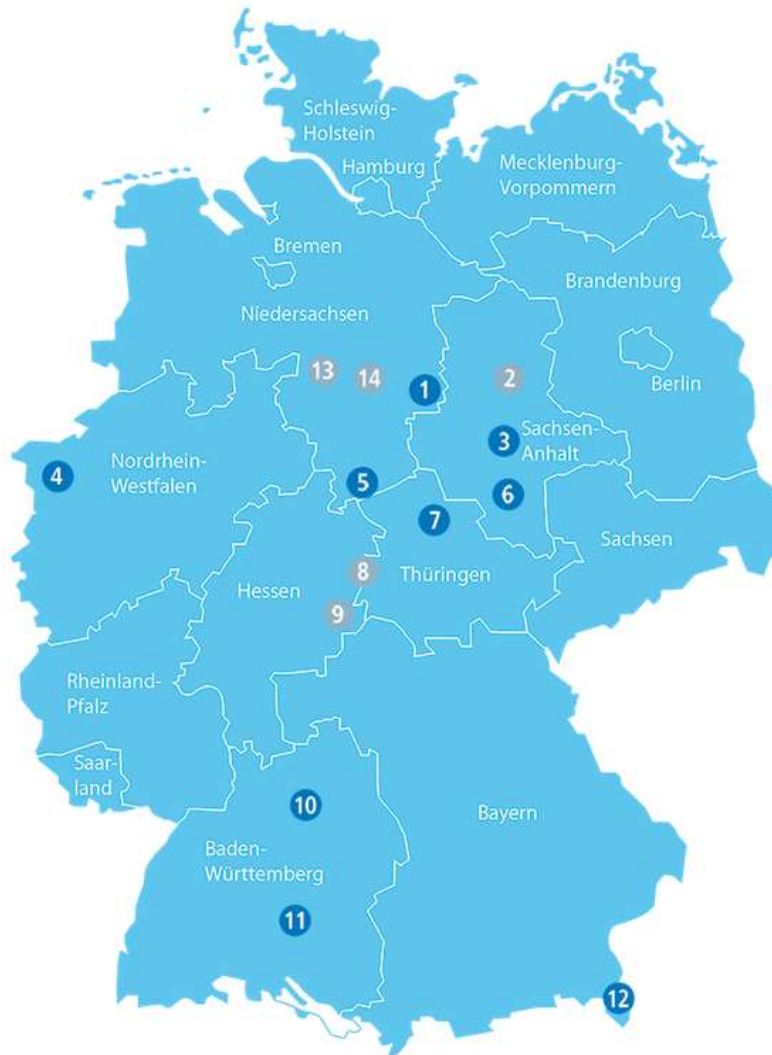 Schleswig-
Holstein
Hamburg
Mecklenburg-
Vorpommern
Bremen
Brandenburg
Niedersachsen
13
14
1
2
Berlin
3
Sachsen-
Anhalt
4
Nordrhein-
Westfalen
5
6
7
Sachsen
8
Thüringen
Hessen
9
Rheinland-
Pfalz
Saar-
land
10
Bayern
Baden-
Württemberg
11
12